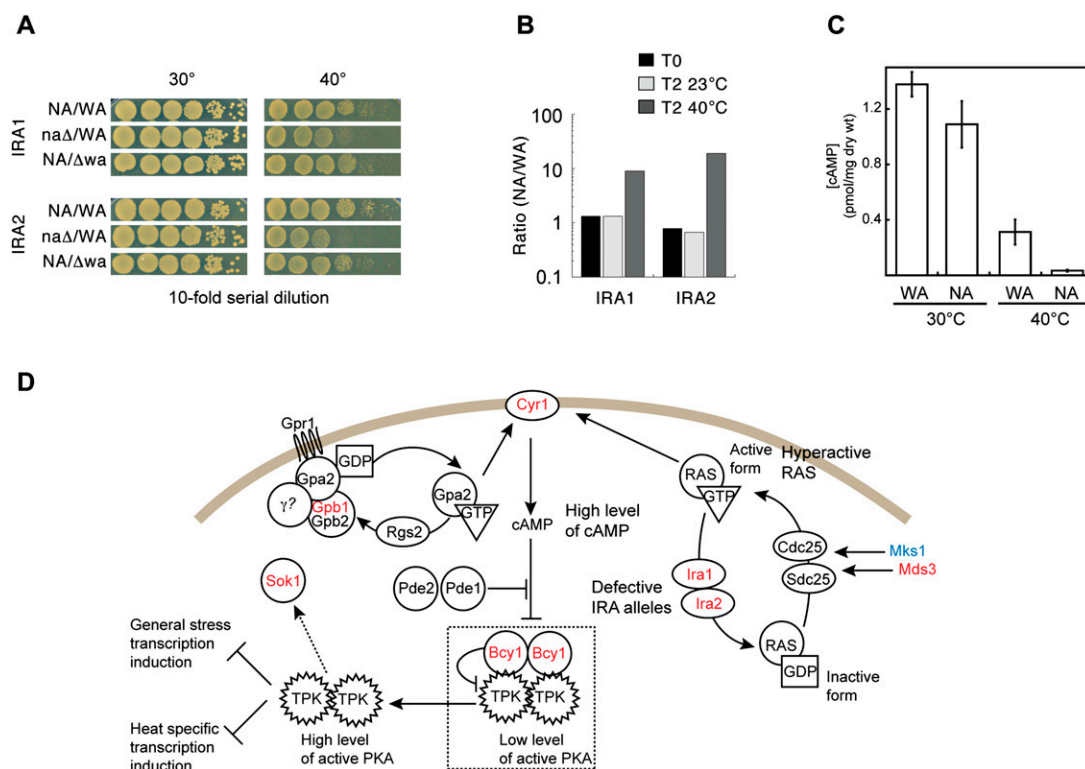 A
30°
40°
IRA1
NA/WA
naΔ/WA
NA/Δwa
IRA2
NA/WA
naΔ/WA
NA/Δwa
10-fold serial dilution
B
T0
T2 23°C
T2 40°C
Ratio (NA/WA)
100
10
1
0.1
IRA1
IRA2
C
[cAMP]
(pmol/mg dry wt)
1.2
0.8
0.4
WA
NA
WA
NA
30°C
40°C
D
Cyr1
Gpr1
GDP
Gpa2
γ?
Gpb1
Gpb2
Rgs2
Gpa2
GTP
cAMP
High level
of cAMP
RAS
GTP
Active
form
Hyperactive
RAS
Cdc25
Sdc25
Mks1
Mds3
Sok1
Pde2
Pde1
Defective
IRA alleles
Ira1
Ira2
RAS
GDP
Inactive
form
General stress
transcription
induction
Bcy1
Bcy1
TPK
TPK
TPK
TPK
Heat specific
transcription
induction
High level
of active PKA
Low level
of active PKA